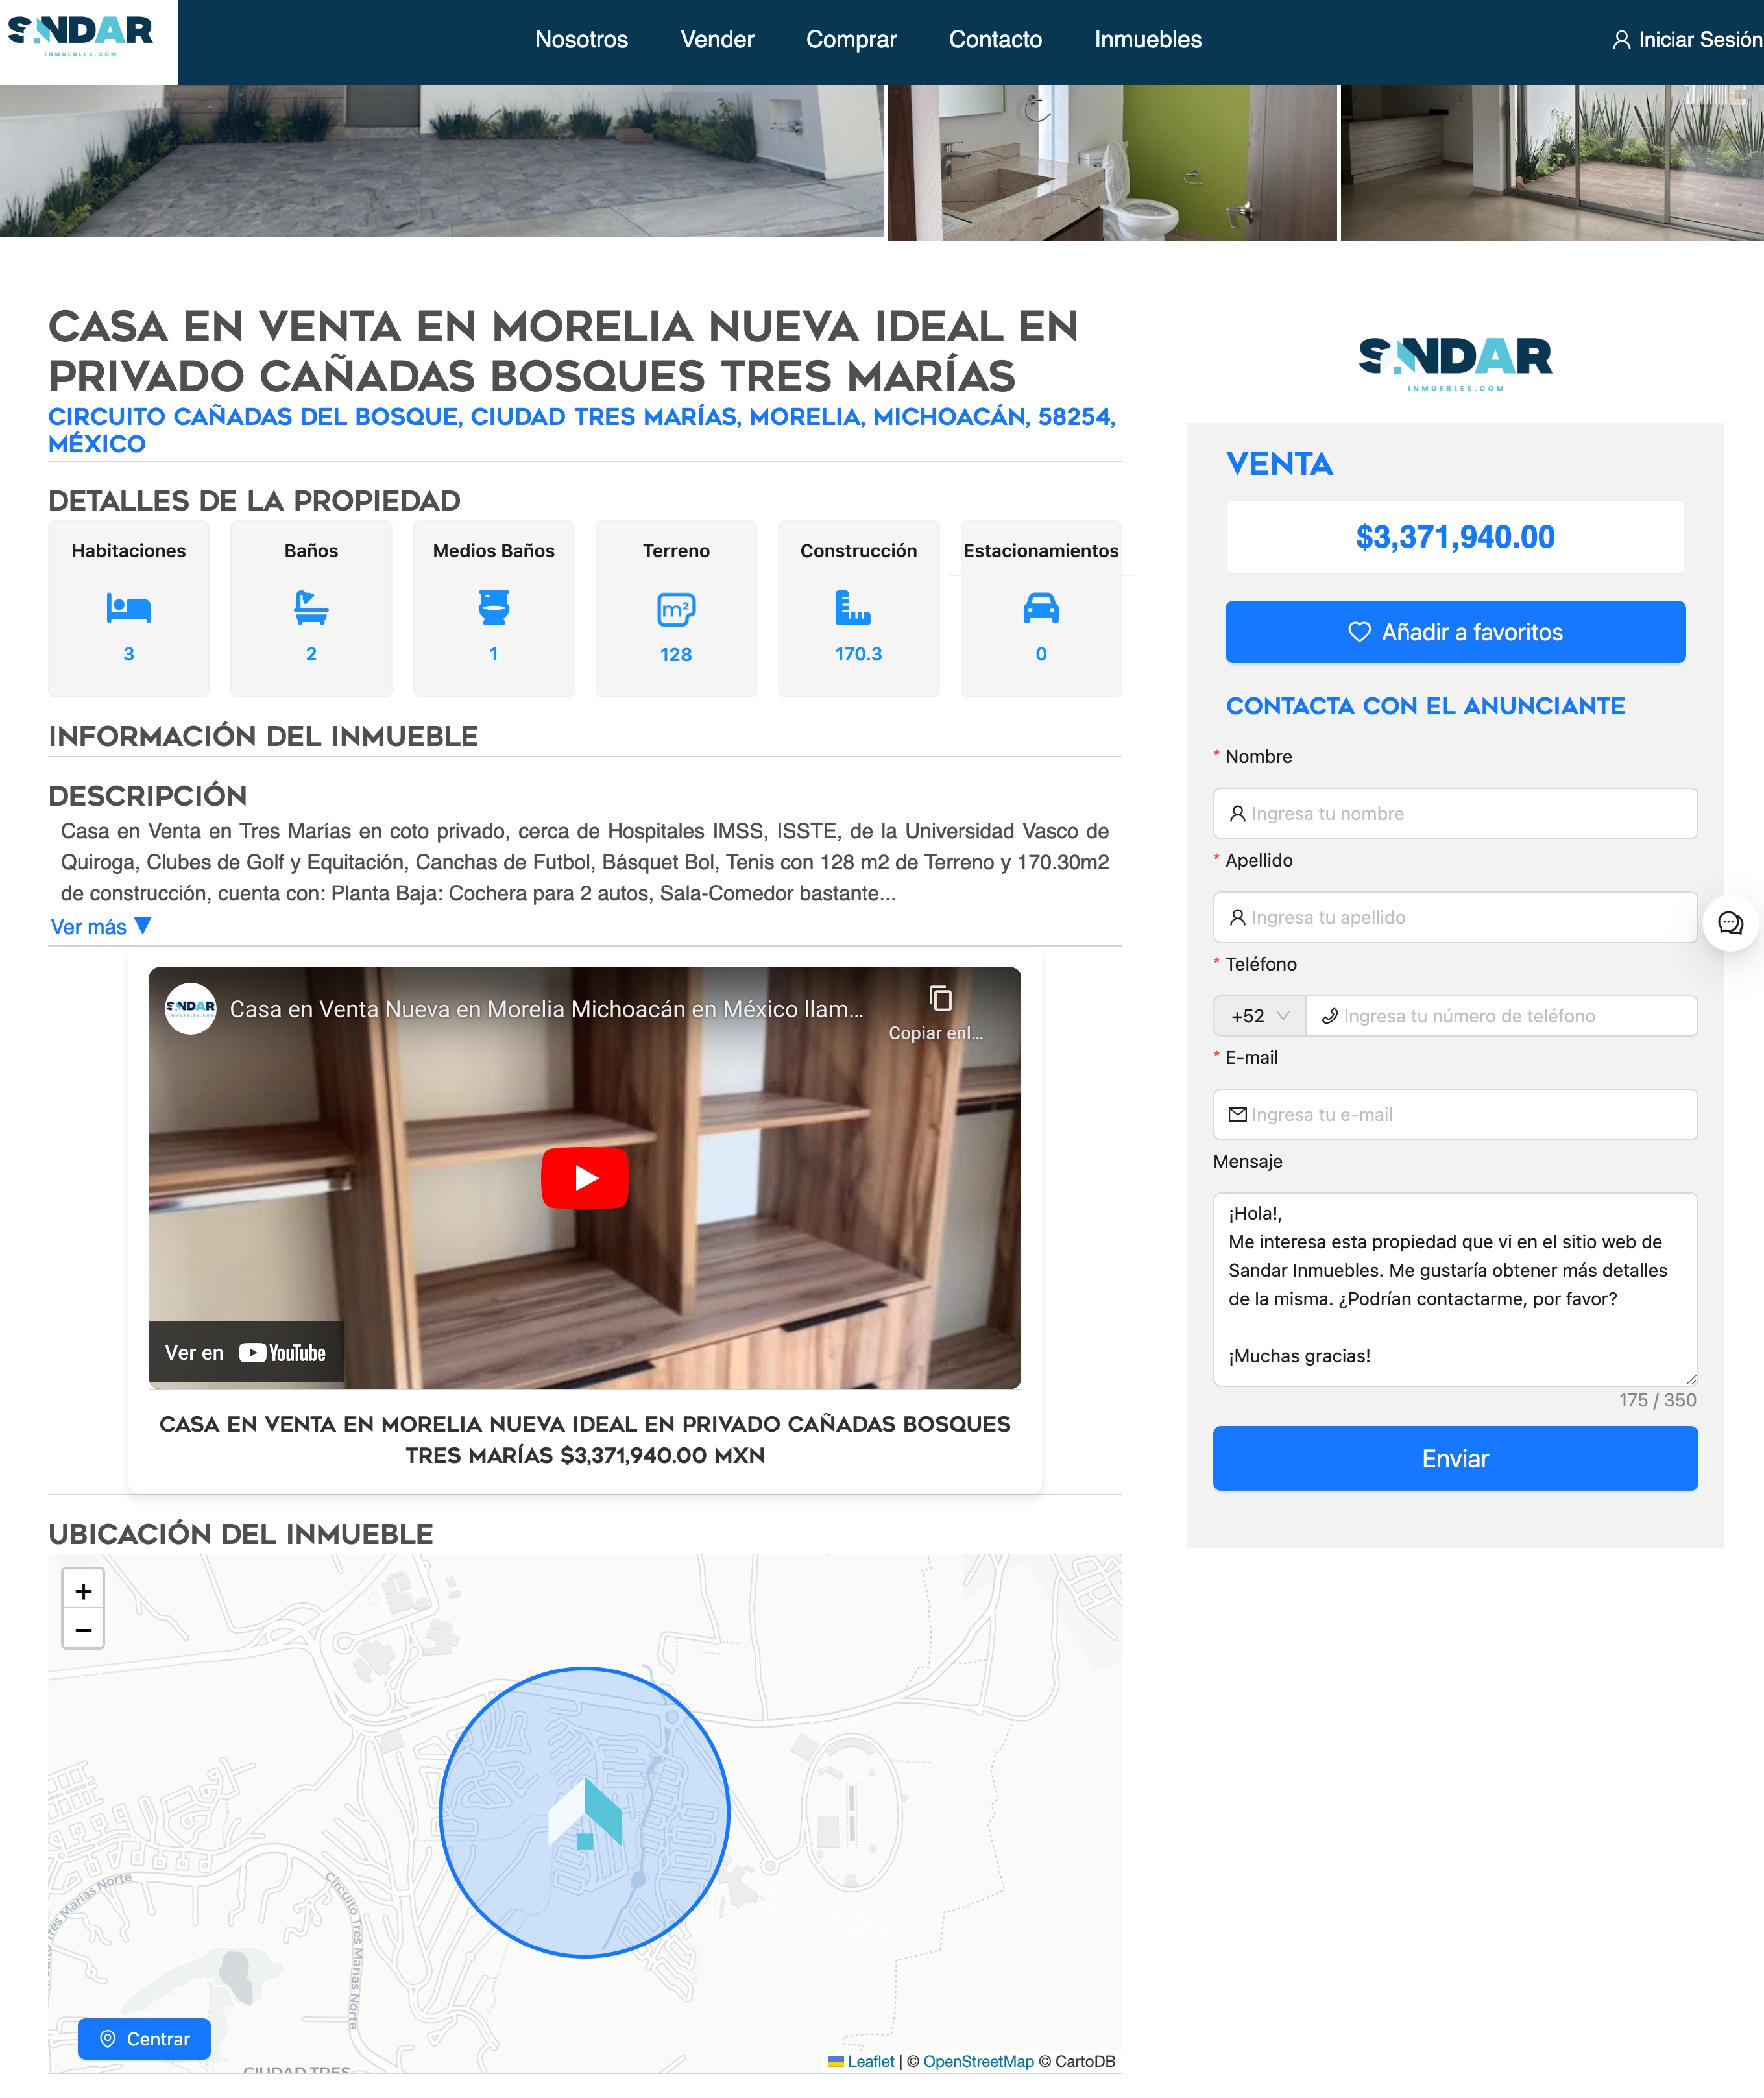 SANDAR
INMUEBLES.COM
Nosotros
Vender
Comprar
Contacto
Inmuebles
Iniciar Sesión
CASA EN VENTA EN MORELIA NUEVA IDEAL EN
PRIVADO CAÑADAS BOSQUES TRES MARÍAS
CIRCUITO CAÑADAS DEL BOSQUE, CIUDAD TRES MARÍAS, MORELIA, MICHOACÁN, 58254,
MÉXICO
DETALLES DE LA PROPIEDAD
Habitaciones
3
Baños
2
Medios Baños
1
Terreno
m²
128
Construcción
170.3
Estacionamientos
0
INFORMACIÓN DEL INMUEBLE
DESCRIPCIÓN
Casa en Venta en Tres Marías en coto privado, cerca de Hospitales IMSS, ISSTE, de la Universidad Vasco de
Quiroga, Clubes de Golf y Equitación, Canchas de Futbol, Básquet Bol, Tenis con 128 m2 de Terreno y 170.30m2
de construcción, cuenta con: Planta Baja: Cochera para 2 autos, Sala-Comedor bastante...
Ver más ▼
SANDAR
Casa en Venta Nueva en Morelia Michoacán en México llam...
Copiar enl...
Ver en YouTube
CASA EN VENTA EN MORELIA NUEVA IDEAL EN PRIVADO CAÑADAS BOSQUES
TRES MARÍAS $3,371,940.00 MXN
UBICACIÓN DEL INMUEBLE
+
−
Tres Marías Norte
Circuito Tres Marías Norte
CIUDAD TRES
Centrar
Leaflet | © OpenStreetMap © CartoDB
SANDAR
INMUEBLES.COM
VENTA
$3,371,940.00
Añadir a favoritos
CONTACTA CON EL ANUNCIANTE
* Nombre
Ingresa tu nombre
* Apellido
Ingresa tu apellido
* Teléfono
+52
Ingresa tu número de teléfono
* E-mail
Ingresa tu e-mail
Mensaje
¡Hola!,
Me interesa esta propiedad que vi en el sitio web de
Sandar Inmuebles. Me gustaría obtener más detalles
de la misma. ¿Podrían contactarme, por favor?
¡Muchas gracias!
175 / 350
Enviar